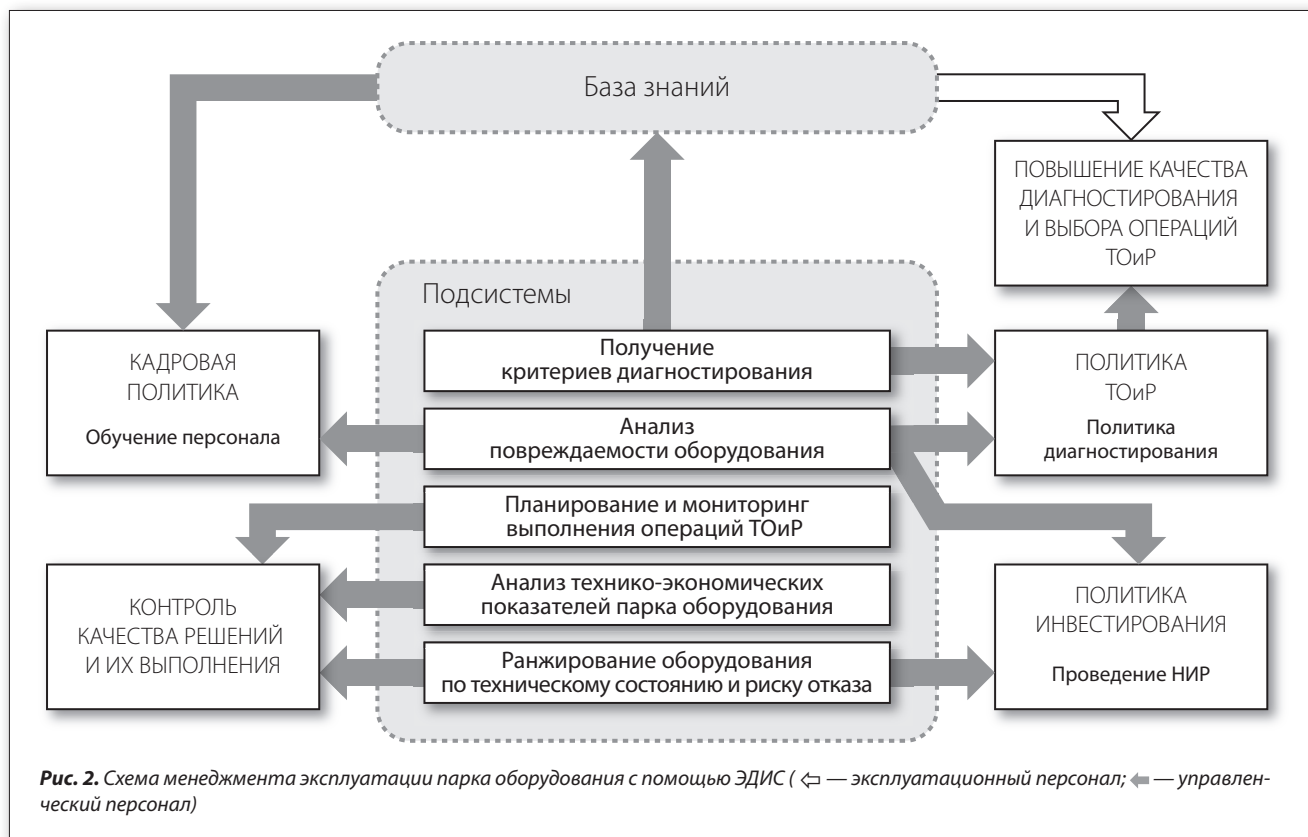 База знаний
ПОВЫШЕНИЕ КАЧЕСТВА
ДИАГНОСТИРОВАНИЯ
И ВЫБОРА ОПЕРАЦИЙ
ТОиР
Подсистемы
КАДРОВАЯ
ПОЛИТИКА
Обучение персонала
Получение
критериев диагностирования
Анализ
повреждаемости оборудования
ПОЛИТИКА
ТОиР
Политика
диагностирования
Планирование и мониторинг
выполнения операций ТОиР
КОНТРОЛЬ
КАЧЕСТВА РЕШЕНИЙ
И ИХ ВЫПОЛНЕНИЯ
Анализ технико-экономических
показателей парка оборудования
Ранжирование оборудования
по техническому состоянию и риску отказа
ПОЛИТИКА
ИНВЕСТИРОВАНИЯ
Проведение НИР
Рис. 2. Схема менеджмента эксплуатации парка оборудования с помощью ЭДИС ( ⇦ — эксплуатационный персонал; ⬅ — управлен-
ческий персонал)